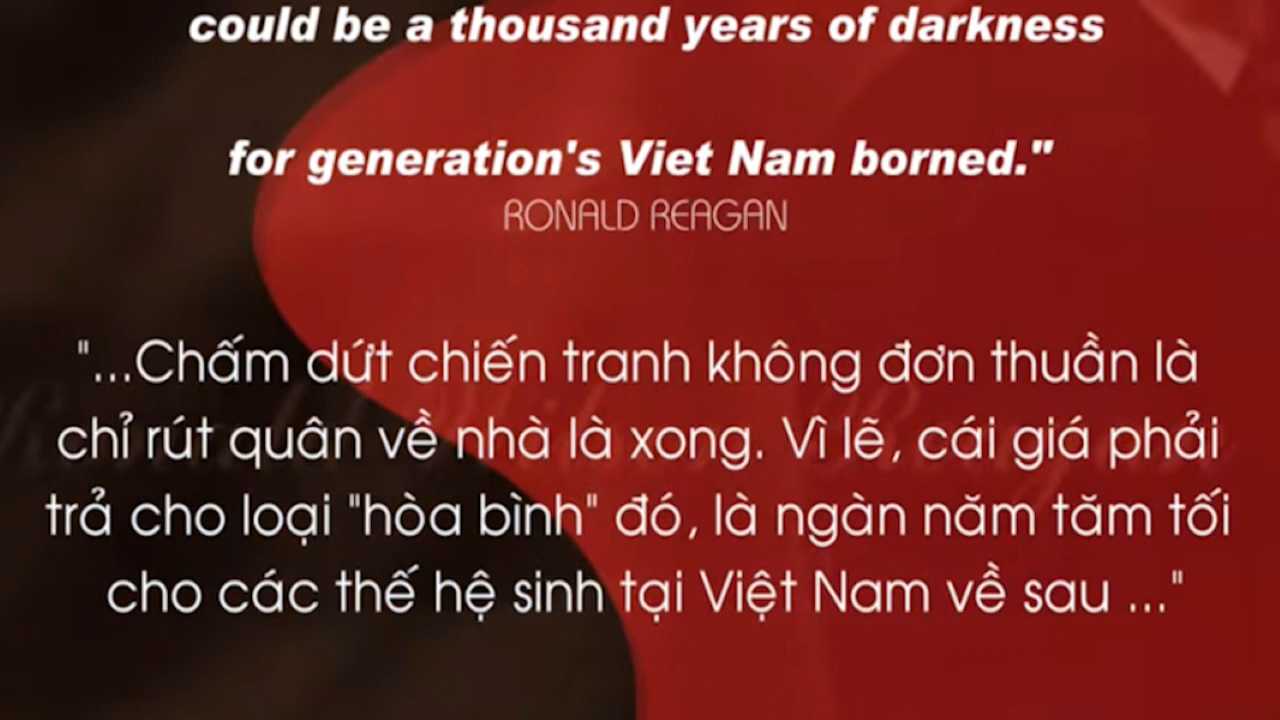 could be a thousand years of darkness
for generation's Viet Nam borned."
RONALD REAGAN
"...Chấm dứt chiến tranh không đơn thuần là
chỉ rút quân về nhà là xong. Vì lẽ, cái giá phải
trả cho loại "hòa bình" đó, là ngàn năm tăm tối
cho các thế hệ sinh tại Việt Nam về sau ..."